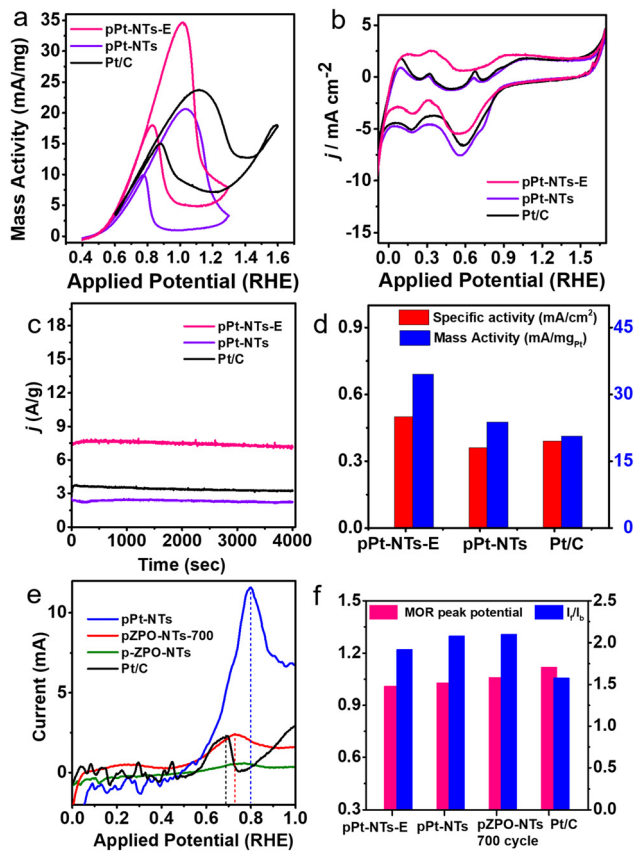 a
pPt-NTs-E
pPt-NTs
Pt/C
Mass Activity (mA/mg)
35
30
25
20
15
10
5
0
0.4 0.6 0.8 1.0 1.2 1.4 1.6
Applied Potential (RHE)
b
j / mA cm-2
5
0
-5
-10
-15
pPt-NTs-E
pPt-NTs
Pt/C
0.0 0.3 0.6 0.9 1.2 1.5
Applied Potential (RHE)
c
j (A/g)
18
15
12
9
6
3
0
pPt-NTs-E
pPt-NTs
Pt/C
0 1000 2000 3000 4000
Time (sec)
d
Specific activity (mA/cm2)
Mass Activity (mA/mgPt)
0.9
0.6
0.3
0.0
45
30
15
0
pPt-NTs-E pPt-NTs Pt/C
e
pPt-NTs
pZPO-NTs-700
p-ZPO-NTs
Pt/C
Current (mA)
10
5
0
0.0 0.2 0.4 0.6 0.8 1.0
Applied Potential (RHE)
f
MOR peak potential
If/Ib
1.5
1.2
0.9
0.6
0.3
2.5
2.0
1.5
1.0
0.5
0.0
pPt-NTs-E pPt-NTs pZPO-NTs Pt/C
700 cycle